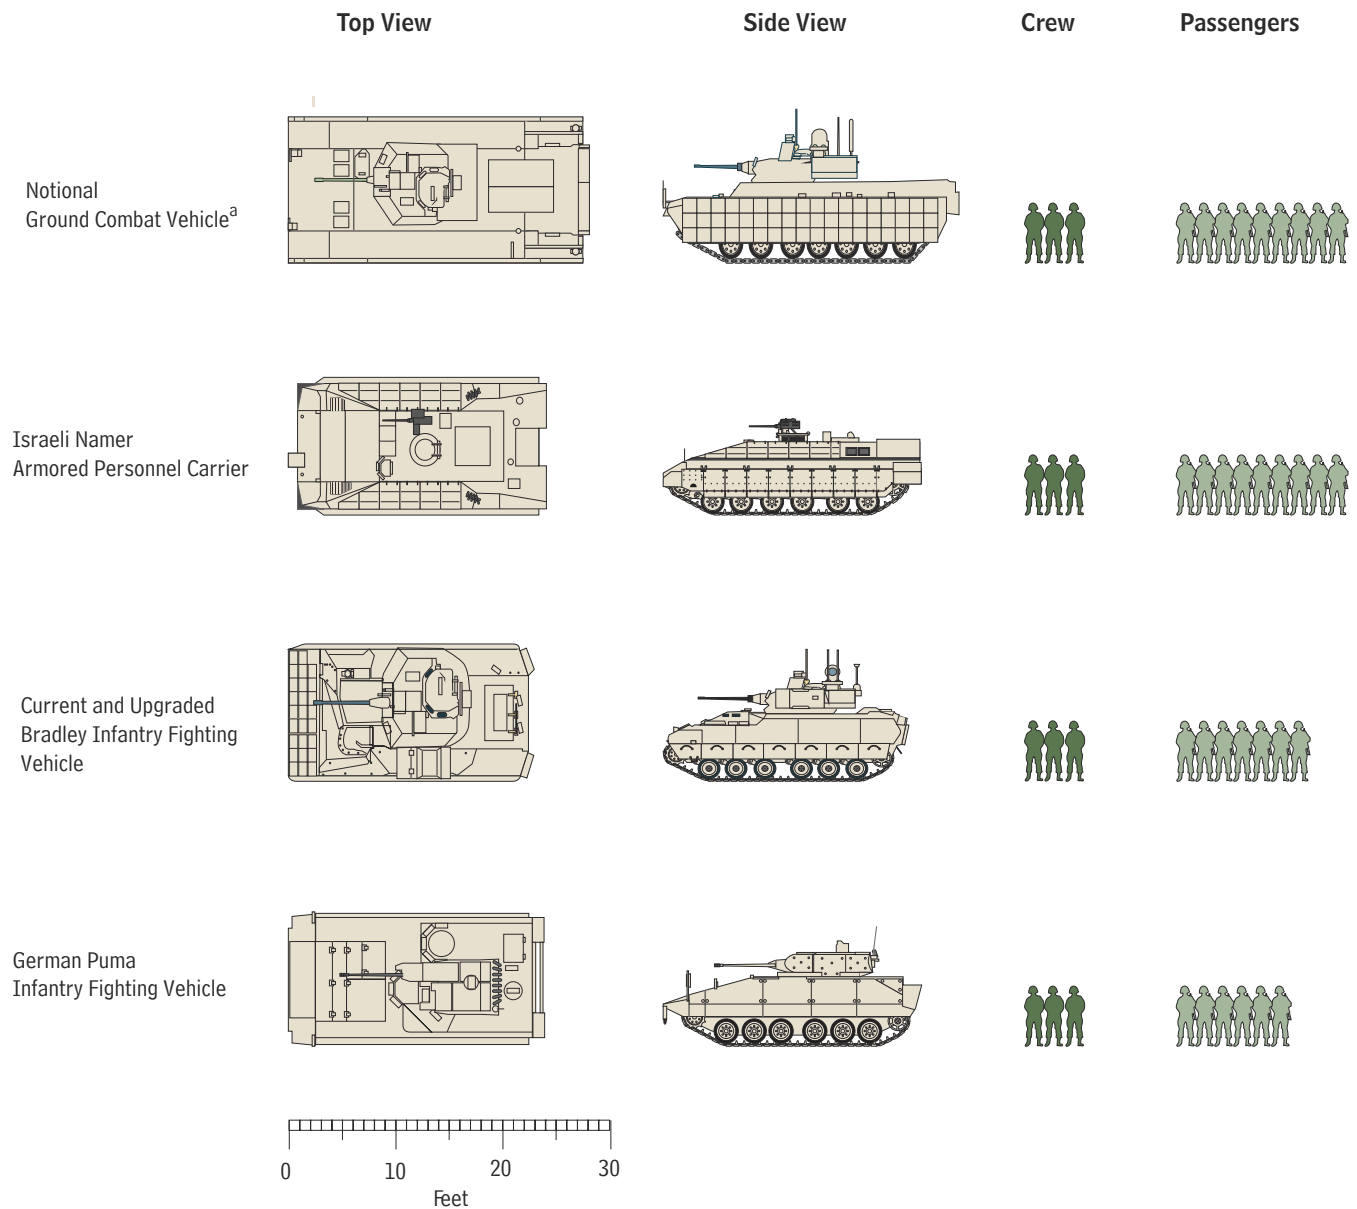 Top View Side View Crew Passengers
Notional
Ground Combat Vehicleª
Israeli Namer
Armored Personnel Carrier
Current and Upgraded
Bradley Infantry Fighting
Vehicle
German Puma
Infantry Fighting Vehicle
0 10 20 30
Feet